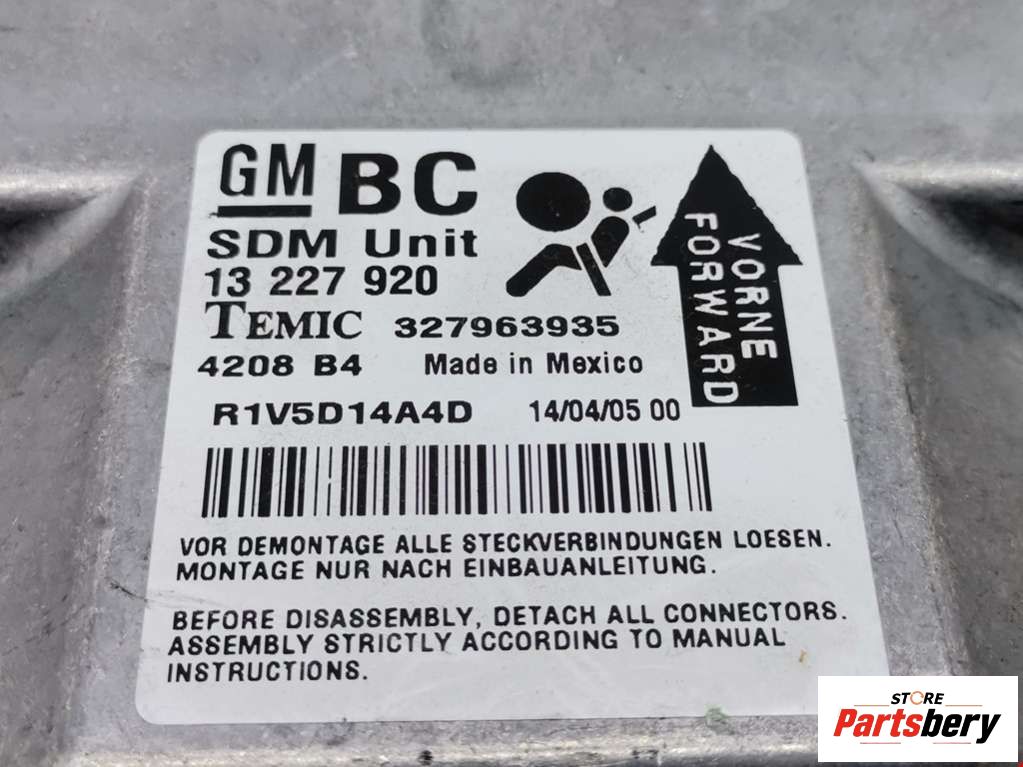 GM BC
SDM Unit
13 227 920
TEMIC 327963935
4208 B4 Made in Mexico
R1V5D14A4D 14/04/05 00
VORNE
FORWARD
VOR DEMONTAGE ALLE STECKVERBINDUNGEN LOESEN.
MONTAGE NUR NACH EINBAUANLEITUNG.
BEFORE DISASSEMBLY, DETACH ALL CONNECTORS.
ASSEMBLY STRICTLY ACCORDING TO MANUAL
INSTRUCTIONS.
STORE
Partsbery